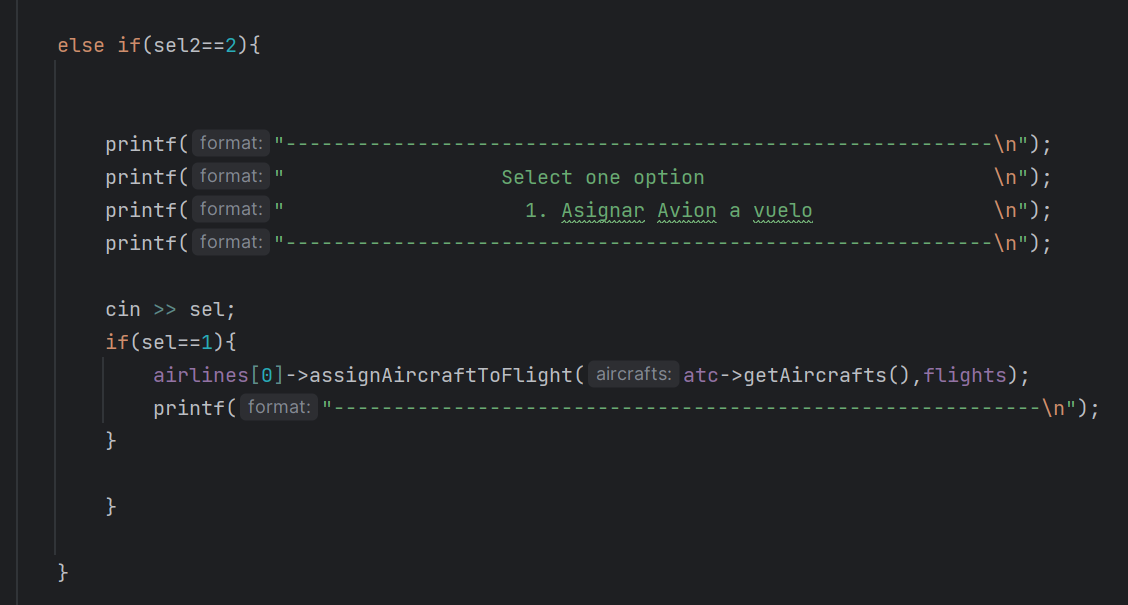 else if(sel2==2){
printf( format: "-----------------------------------------------------------\n");
printf( format: "                  Select one option                        \n");
printf( format: "                    1. Asignar Avion a vuelo               \n");
printf( format: "-----------------------------------------------------------\n");
cin >> sel;
if(sel==1){
airlines[0]->assignAircraftToFlight( aircrafts: atc->getAircrafts(),flights);
printf( format: "-----------------------------------------------------------\n");
}
}
}